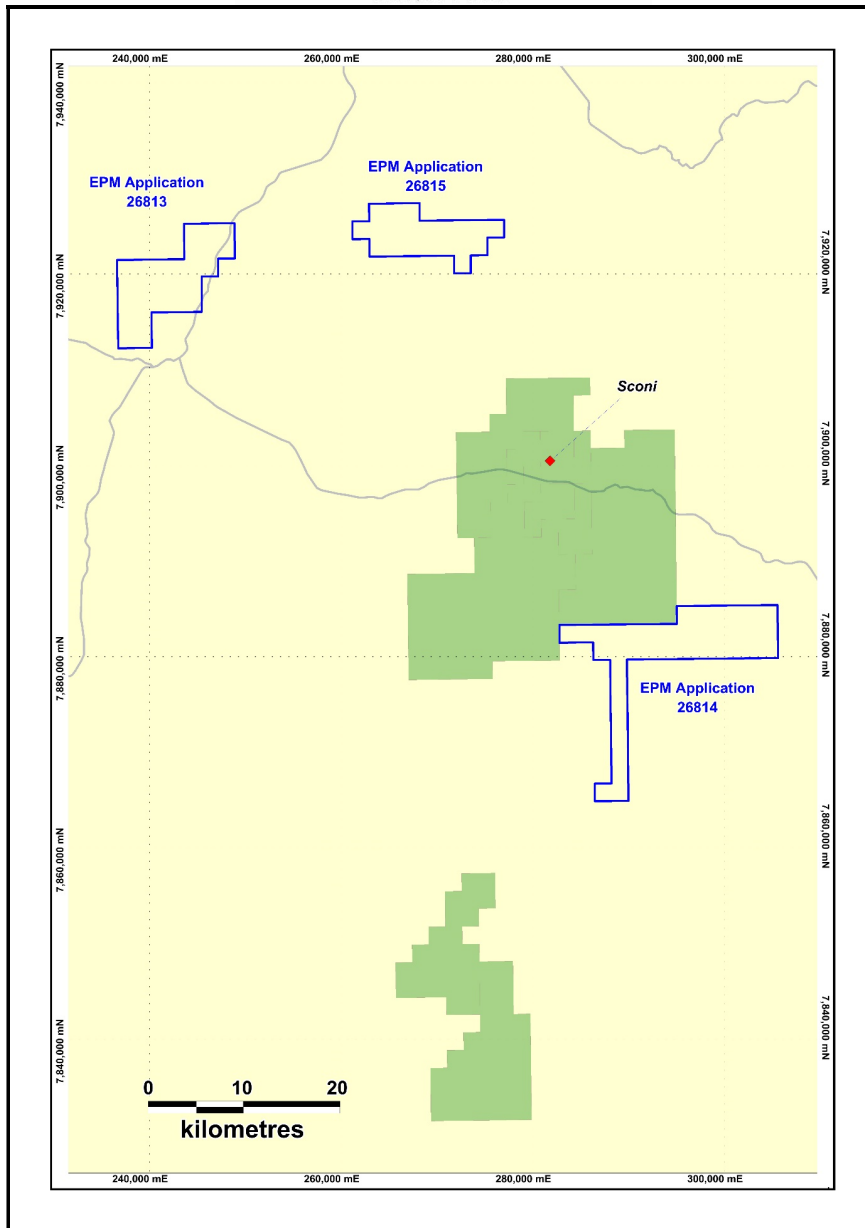 240,000 mE
260,000 mE
280,000 mE
300,000 mE
7,940,000 mN
EPM Application
26813
EPM Application
26815
7,920,000 mN
7,920,000 mN
Sconi
7,900,000 mN
7,900,000 mN
7,880,000 mN
7,880,000 mN
EPM Application
26814
7,860,000 mN
7,860,000 mN
7,840,000 mN
7,840,000 mN
0 10 20
kilometres
240,000 mE
260,000 mE
280,000 mE
300,000 mE